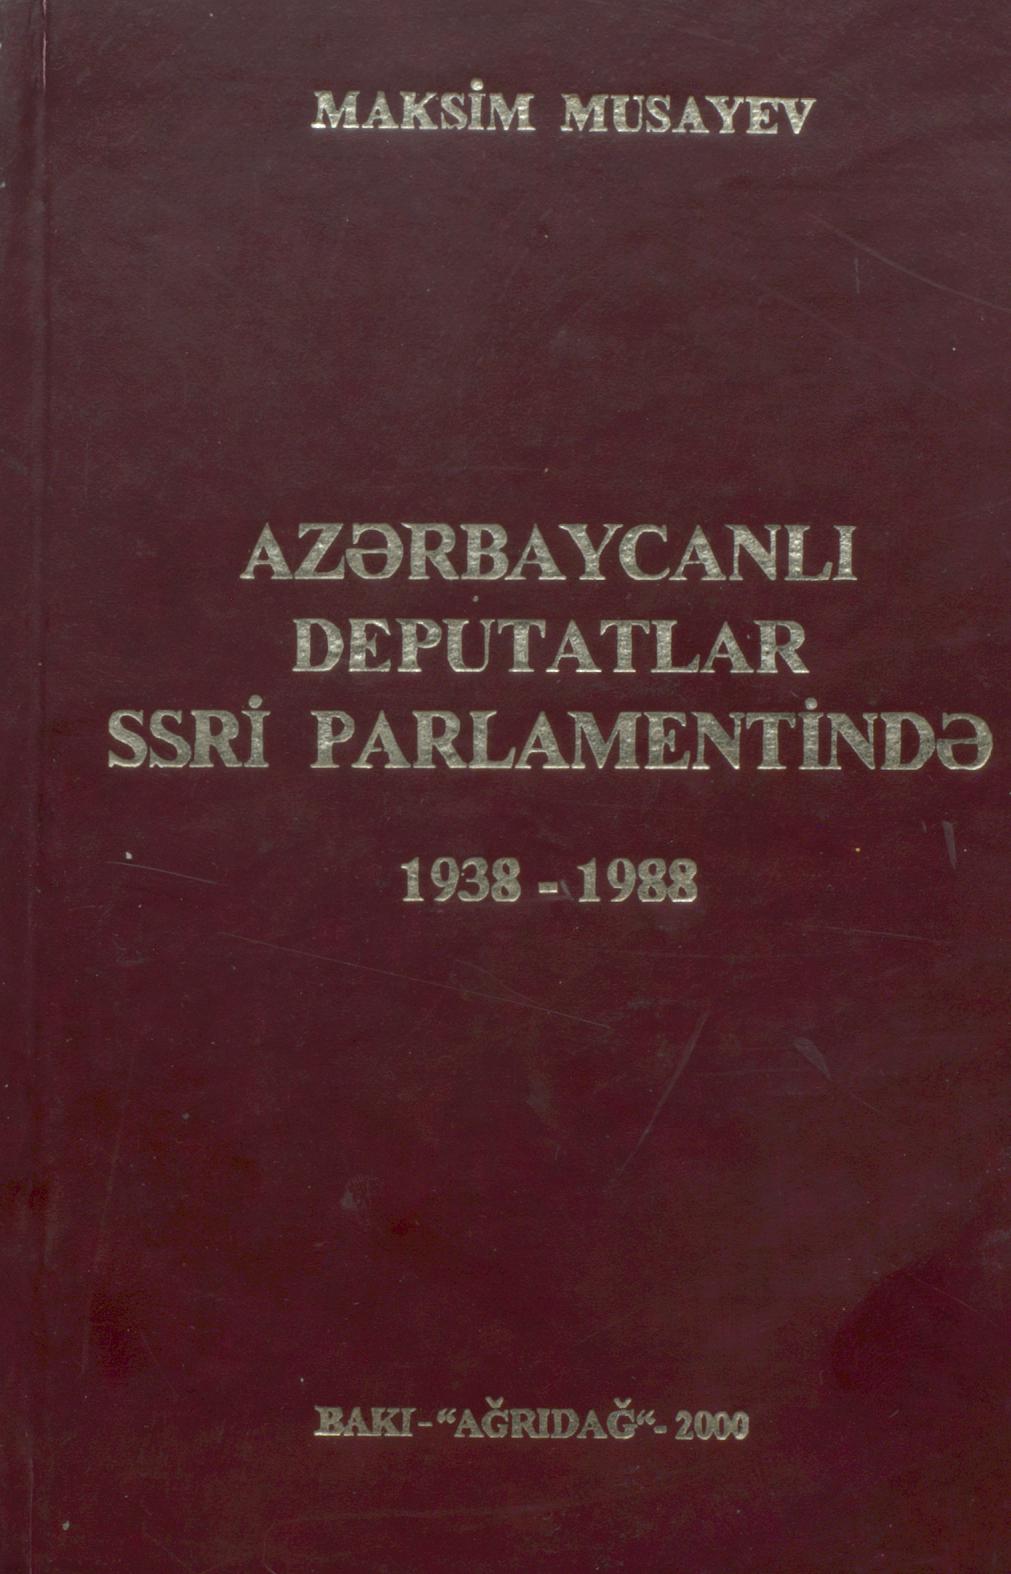 MAKSİM MUSAYEV
AZƏRBAYCANLI
DEPUTATLAR
SSRİ PARLAMENTİNDƏ
1938 - 1988
BAKI-“AĞRIDAĞ“- 2000